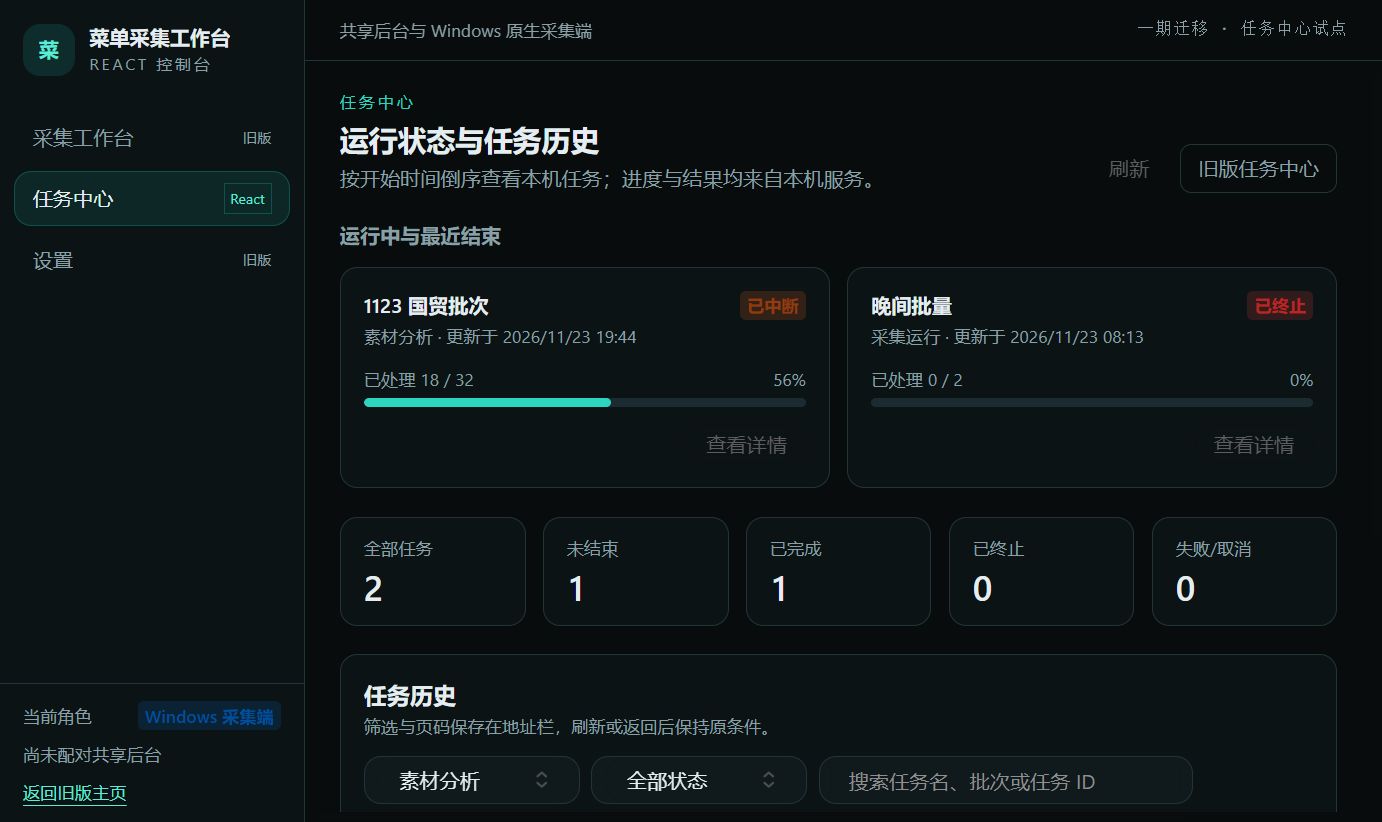 菜
菜单采集工作台
REACT 控制台
采集工作台 旧版
任务中心 React
设置 旧版
当前角色 Windows 采集端
尚未配对共享后台
返回旧版主页
共享后台与 Windows 原生采集端
一期迁移 · 任务中心试点
任务中心
运行状态与任务历史
按开始时间倒序查看本机任务；进度与结果均来自本机服务。
刷新 旧版任务中心
运行中与最近结束
1123 国贸批次 已中断
素材分析 · 更新于 2026/11/23 19:44
已处理 18 / 32 56%
查看详情
晚间批量 已终止
采集运行 · 更新于 2026/11/23 08:13
已处理 0 / 2 0%
查看详情
全部任务
2
未结束
1
已完成
1
已终止
0
失败/取消
0
任务历史
筛选与页码保存在地址栏，刷新或返回后保持原条件。
素材分析 全部状态 搜索任务名、批次或任务 ID